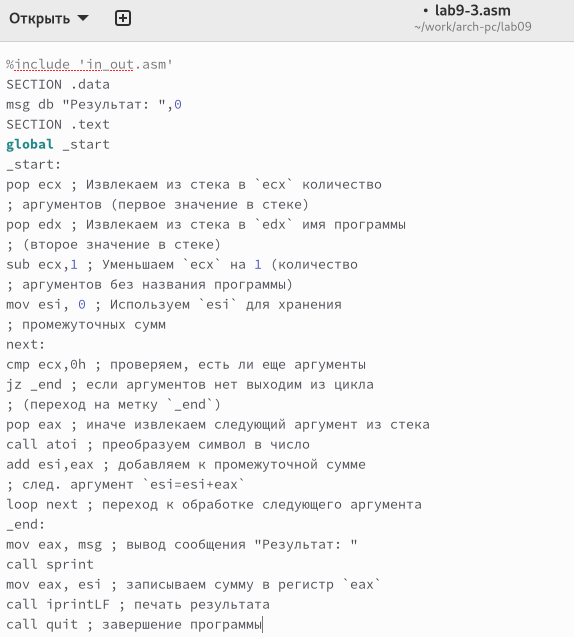 Открыть
• lab9-3.asm
~/work/arch-pc/lab09
%include 'in_out.asm'
SECTION .data
msg db "Результат: ",0
SECTION .text
global _start
_start:
pop ecx ; Извлекаем из стека в `ecx` количество
; аргументов (первое значение в стеке)
pop edx ; Извлекаем из стека в `edx` имя программы
; (второе значение в стеке)
sub ecx,1 ; Уменьшаем `ecx` на 1 (количество
; аргументов без названия программы)
mov esi, 0 ; Используем `esi` для хранения
; промежуточных сумм
next:
cmp ecx,0h ; проверяем, есть ли еще аргументы
jz _end ; если аргументов нет выходим из цикла
; (переход на метку `_end`)
pop eax ; иначе извлекаем следующий аргумент из стека
call atoi ; преобразуем символ в число
add esi,eax ; добавляем к промежуточной сумме
; след. аргумент `esi=esi+eax`
loop next ; переход к обработке следующего аргумента
_end:
mov eax, msg ; вывод сообщения "Результат: "
call sprint
mov eax, esi ; записываем сумму в регистр `eax`
call iprintLF ; печать результата
call quit ; завершение программы